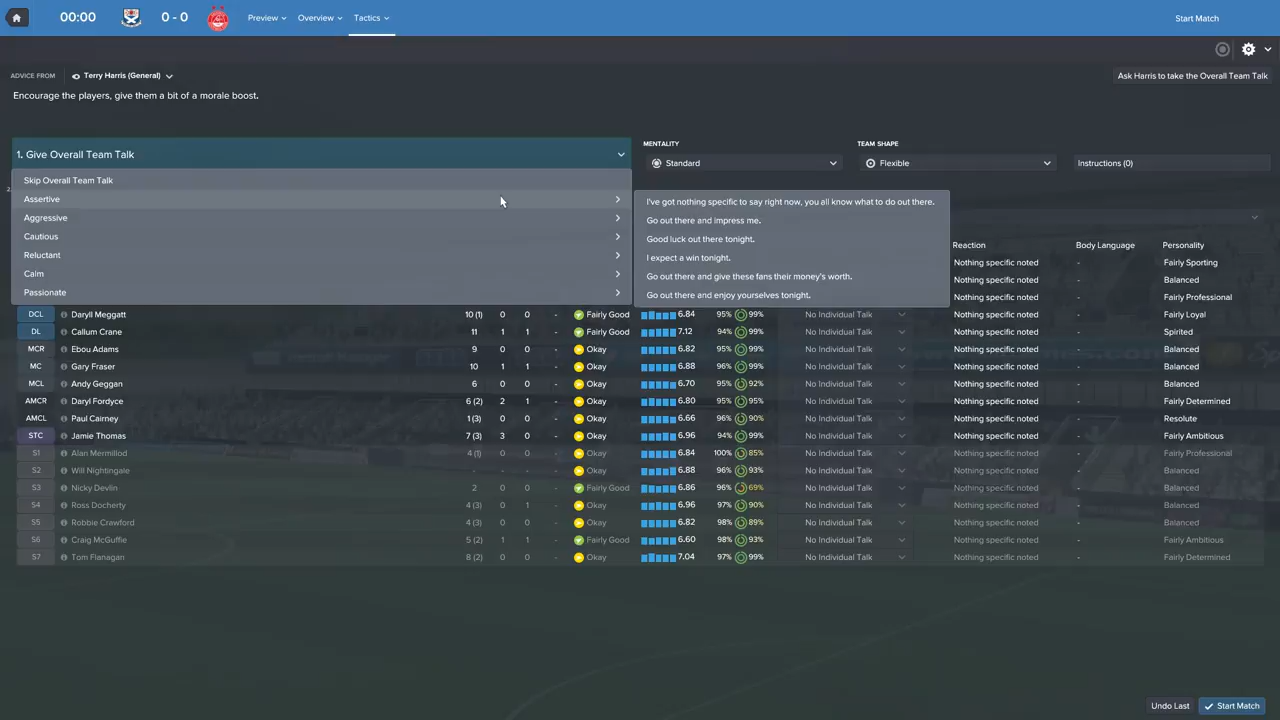 00:00 0 - 0 Preview Overview Tactics Start Match
ADVICE FROM Terry Harris (General) Ask Harris to take the Overall Team Talk
Encourage the players, give them a bit of a morale boost.
1. Give Overall Team Talk
MENTALITY TEAM SHAPE
Standard Flexible Instructions (0)
Skip Overall Team Talk
Assertive
Aggressive
Cautious
Reluctant
Calm
Passionate
I've got nothing specific to say right now, you all know what to do out there.
Go out there and impress me.
Good luck out there tonight.
I expect a win tonight.
Go out there and give these fans their money's worth.
Go out there and enjoy yourselves tonight.
2.
Reaction Body Language Personality
Nothing specific noted - Fairly Sporting
Nothing specific noted - Balanced
Nothing specific noted - Fairly Professional
DCL Daryll Meggatt 10 (1) 0 0 - Fairly Good 6.84 95% 99% No Individual Talk Nothing specific noted - Fairly Loyal
DL Callum Crane 11 1 1 - Fairly Good 7.12 94% 99% No Individual Talk Nothing specific noted - Spirited
MCR Ebou Adams 9 0 0 - Okay 6.82 95% 99% No Individual Talk Nothing specific noted - Balanced
MC Gary Fraser 10 1 1 - Okay 6.88 96% 99% No Individual Talk Nothing specific noted - Balanced
MCL Andy Geggan 6 0 0 - Okay 6.70 95% 92% No Individual Talk Nothing specific noted - Balanced
AMCR Daryl Fordyce 6 (2) 2 1 - Okay 6.80 95% 95% No Individual Talk Nothing specific noted - Fairly Determined
AMCL Paul Cairney 1 (3) 0 0 - Okay 6.66 96% 90% No Individual Talk Nothing specific noted - Resolute
STC Jamie Thomas 7 (3) 3 0 - Okay 6.96 94% 99% No Individual Talk Nothing specific noted - Fairly Ambitious
S1 Alan Mermillod 4 (1) 0 0 - Okay 6.84 100% 85% No Individual Talk Nothing specific noted - Fairly Professional
S2 Will Nightingale - - - - Okay 6.88 96% 93% No Individual Talk Nothing specific noted - Balanced
S3 Nicky Devlin 2 0 0 - Fairly Good 6.86 96% 69% No Individual Talk Nothing specific noted - Balanced
S4 Ross Docherty 4 (3) 0 1 - Okay 6.96 97% 90% No Individual Talk Nothing specific noted - Balanced
S5 Robbie Crawford 4 (3) 0 0 - Okay 6.82 98% 89% No Individual Talk Nothing specific noted - Balanced
S6 Craig McGuffie 5 (2) 1 1 - Fairly Good 6.60 98% 93% No Individual Talk Nothing specific noted - Fairly Ambitious
S7 Tom Flanagan 8 (2) 0 0 - Okay 7.04 97% 99% No Individual Talk Nothing specific noted - Fairly Determined
Undo Last Start Match